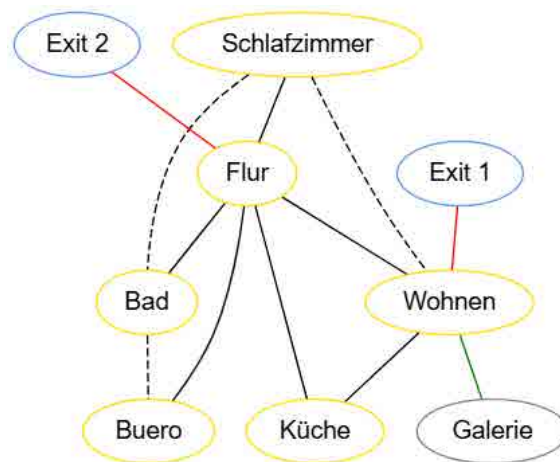 Exit 2
Schlafzimmer
Flur
Exit 1
Bad
Wohnen
Buero
Küche
Galerie